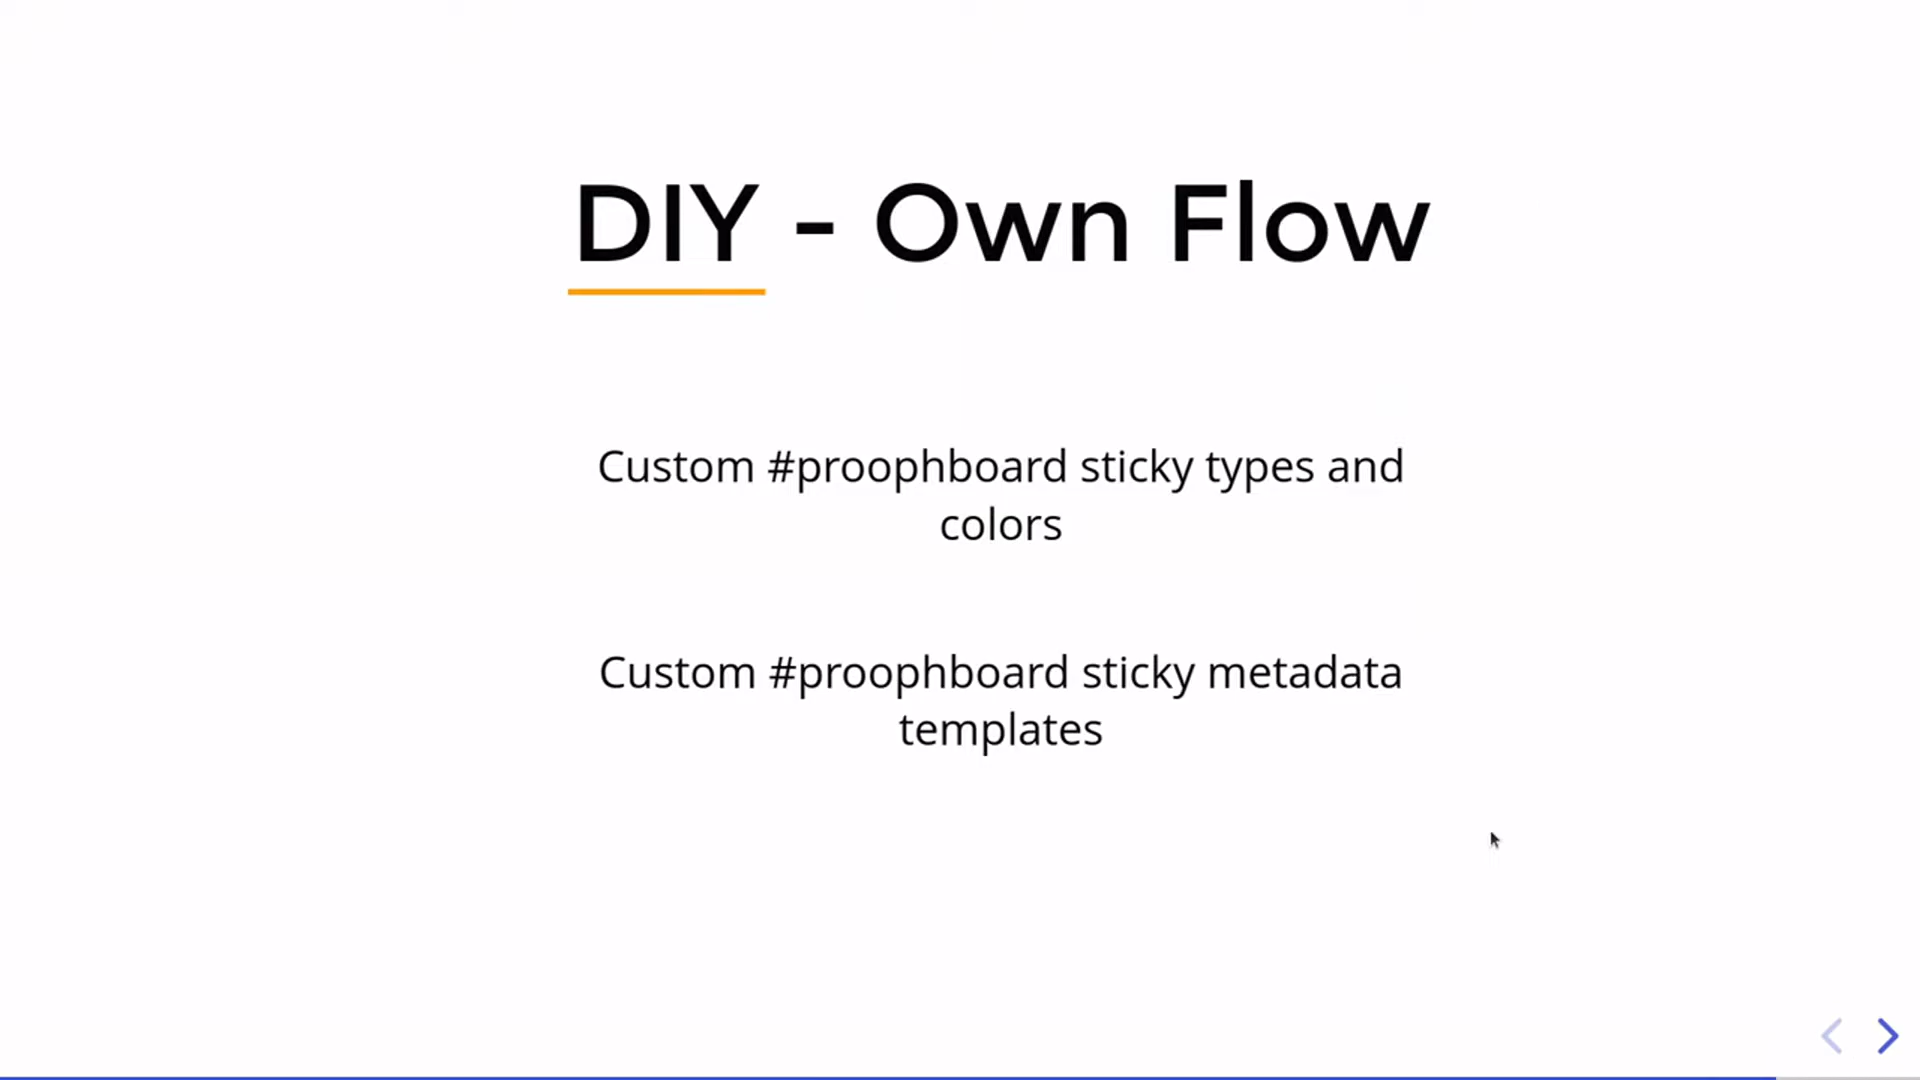 DIY - Own Flow
Custom #proophboard sticky types and
colors
Custom #proophboard sticky metadata
templates